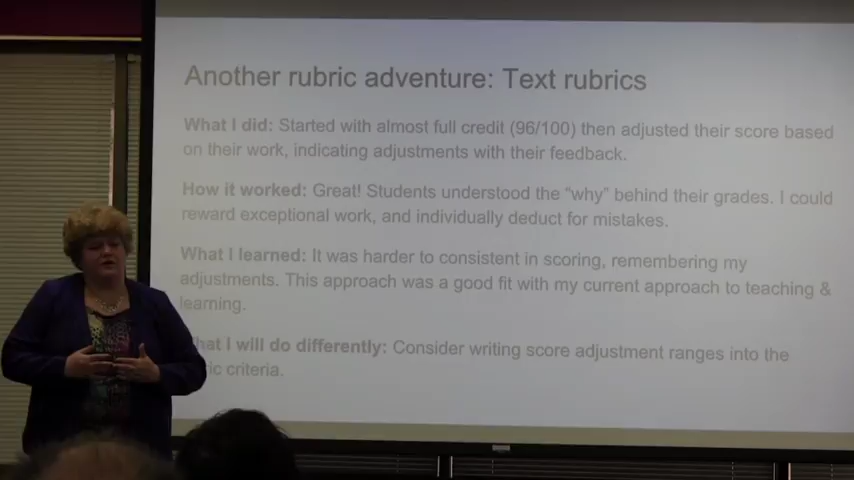 Another rubric adventure: Text rubrics
What I did: Started with almost full credit (96/100) then adjusted their score based
on their work, indicating adjustments with their feedback.
How it worked: Great! Students understood the “why” behind their grades. I could
reward exceptional work, and individually deduct for mistakes.
What I learned: It was harder to consistent in scoring, remembering my
adjustments. This approach was a good fit with my current approach to teaching &
learning.
What I will do differently: Consider writing score adjustment ranges into the
criteria.